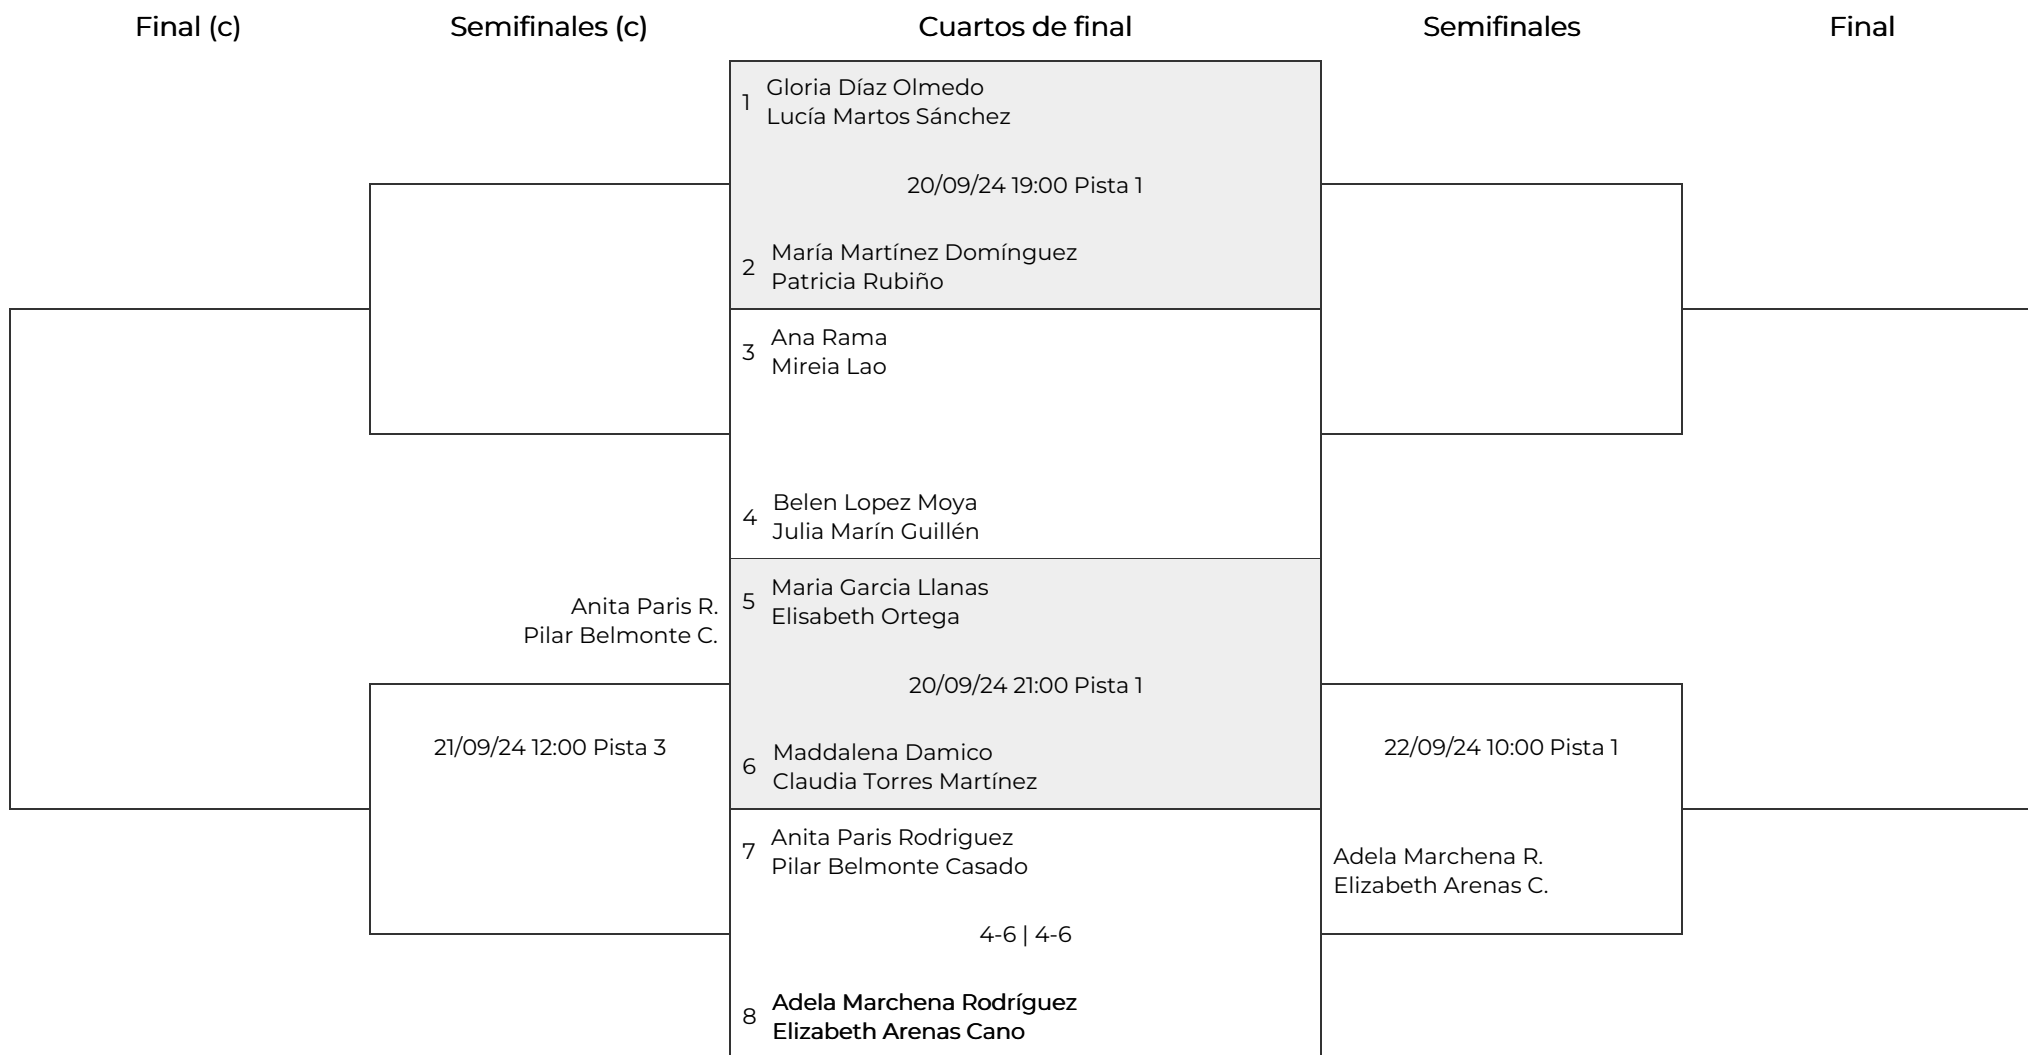 Final (c)
Semifinales (c)
Cuartos de final
Semifinales
Final
1
Gloria Díaz Olmedo
Lucía Martos Sánchez
20/09/24 19:00 Pista 1
2
María Martínez Domínguez
Patricia Rubiño
3
Ana Rama
Mireia Lao
4
Belen Lopez Moya
Julia Marín Guillén
Anita Paris R.
Pilar Belmonte C.
5
Maria Garcia Llanas
Elisabeth Ortega
20/09/24 21:00 Pista 1
21/09/24 12:00 Pista 3
6
Maddalena Damico
Claudia Torres Martínez
22/09/24 10:00 Pista 1
7
Anita Paris Rodriguez
Pilar Belmonte Casado
Adela Marchena R.
Elizabeth Arenas C.
4-6 | 4-6
8
Adela Marchena Rodríguez
Elizabeth Arenas Cano